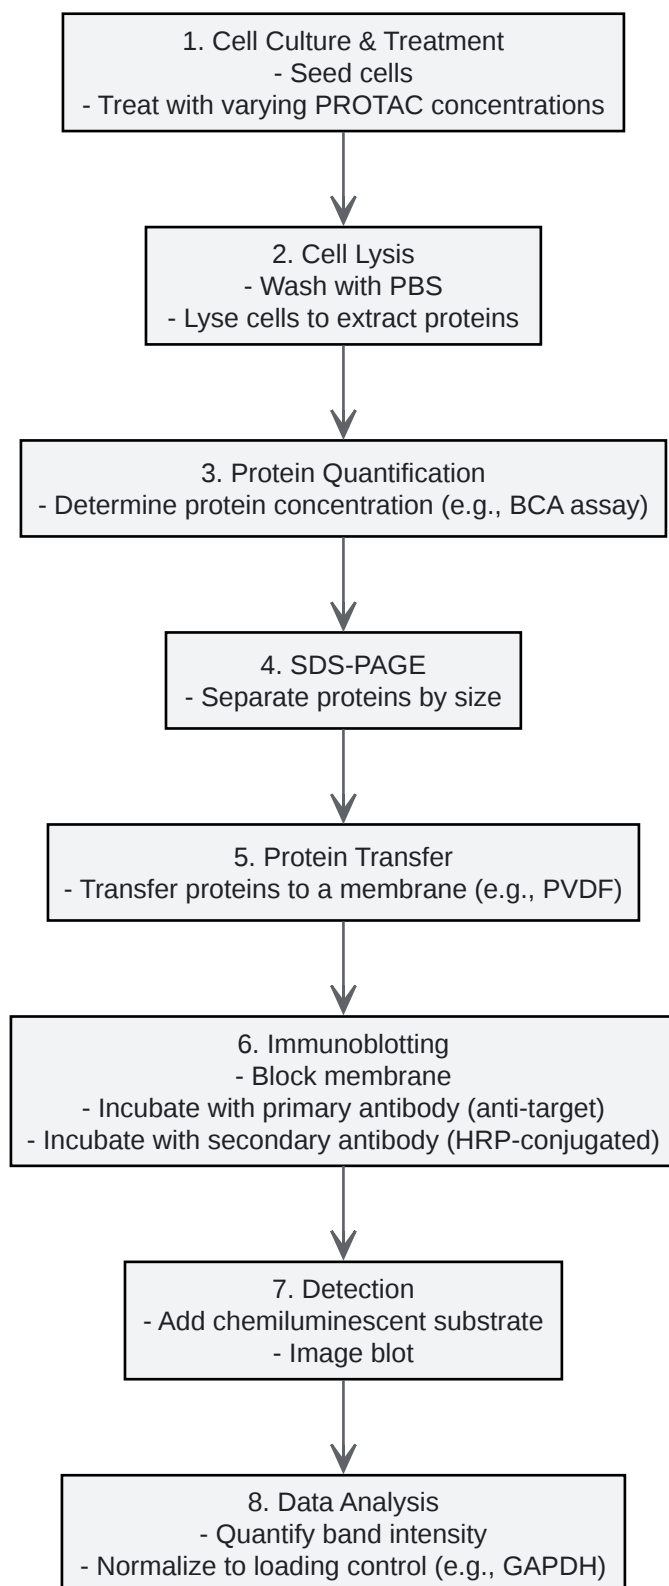 1. Cell Culture & Treatment
- Seed cells
- Treat with varying PROTAC concentrations
2. Cell Lysis
- Wash with PBS
- Lyse cells to extract proteins
3. Protein Quantification
- Determine protein concentration (e.g., BCA assay)
4. SDS-PAGE
- Separate proteins by size
5. Protein Transfer
- Transfer proteins to a membrane (e.g., PVDF)
6. Immunoblotting
- Block membrane
- Incubate with primary antibody (anti-target)
- Incubate with secondary antibody (HRP-conjugated)
7. Detection
- Add chemiluminescent substrate
- Image blot
8. Data Analysis
- Quantify band intensity
- Normalize to loading control (e.g., GAPDH)